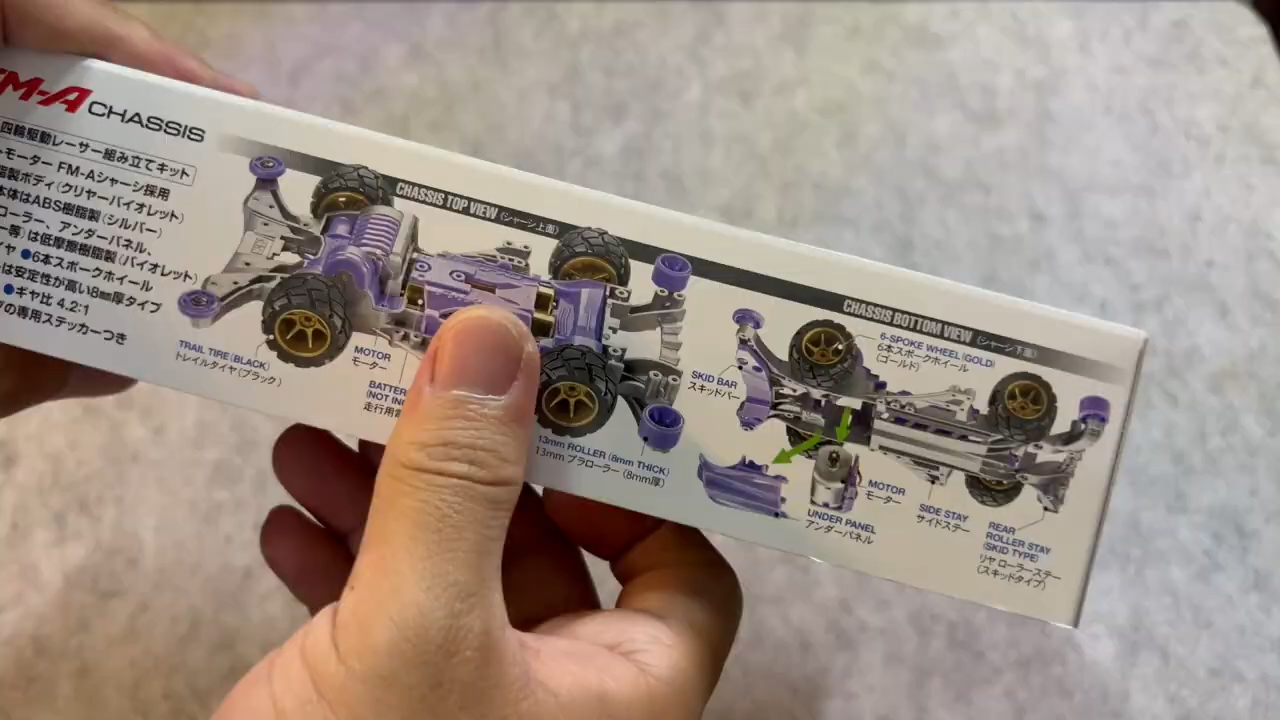 FM-A CHASSIS
四輪駆動レーサー組み立てキット
モーター FM-Aシャーシ採用
脂製ボディ(クリヤーバイオレット)
本体はABS樹脂製(シルバー)
ローラー、アンダーパネル、
ー等)は低摩擦樹脂製(バイオレット)
イヤ ●6本スポークホイール
は安定性が高い8mm厚タイプ
●ギヤ比 4.2:1
の専用ステッカーつき
CHASSIS TOP VIEW (シャーシ上面)
TRAIL TIRE (BLACK)
トレイルタイヤ(ブラック)
MOTOR
モーター
BATTER
(NOT IN
走行用電
13mm ROLLER (8mm THICK)
13mm プラローラー (8mm厚)
CHASSIS BOTTOM VIEW (シャーシ下面)
6-SPOKE WHEEL (GOLD)
6本スポークホイール
(ゴールド)
SKID BAR
スキッドバー
MOTOR
モーター
UNDER PANEL
アンダーパネル
SIDE STAY
サイドステー
REAR
ROLLER STAY
(SKID TYPE)
リヤ ローラーステー
(スキッドタイプ)